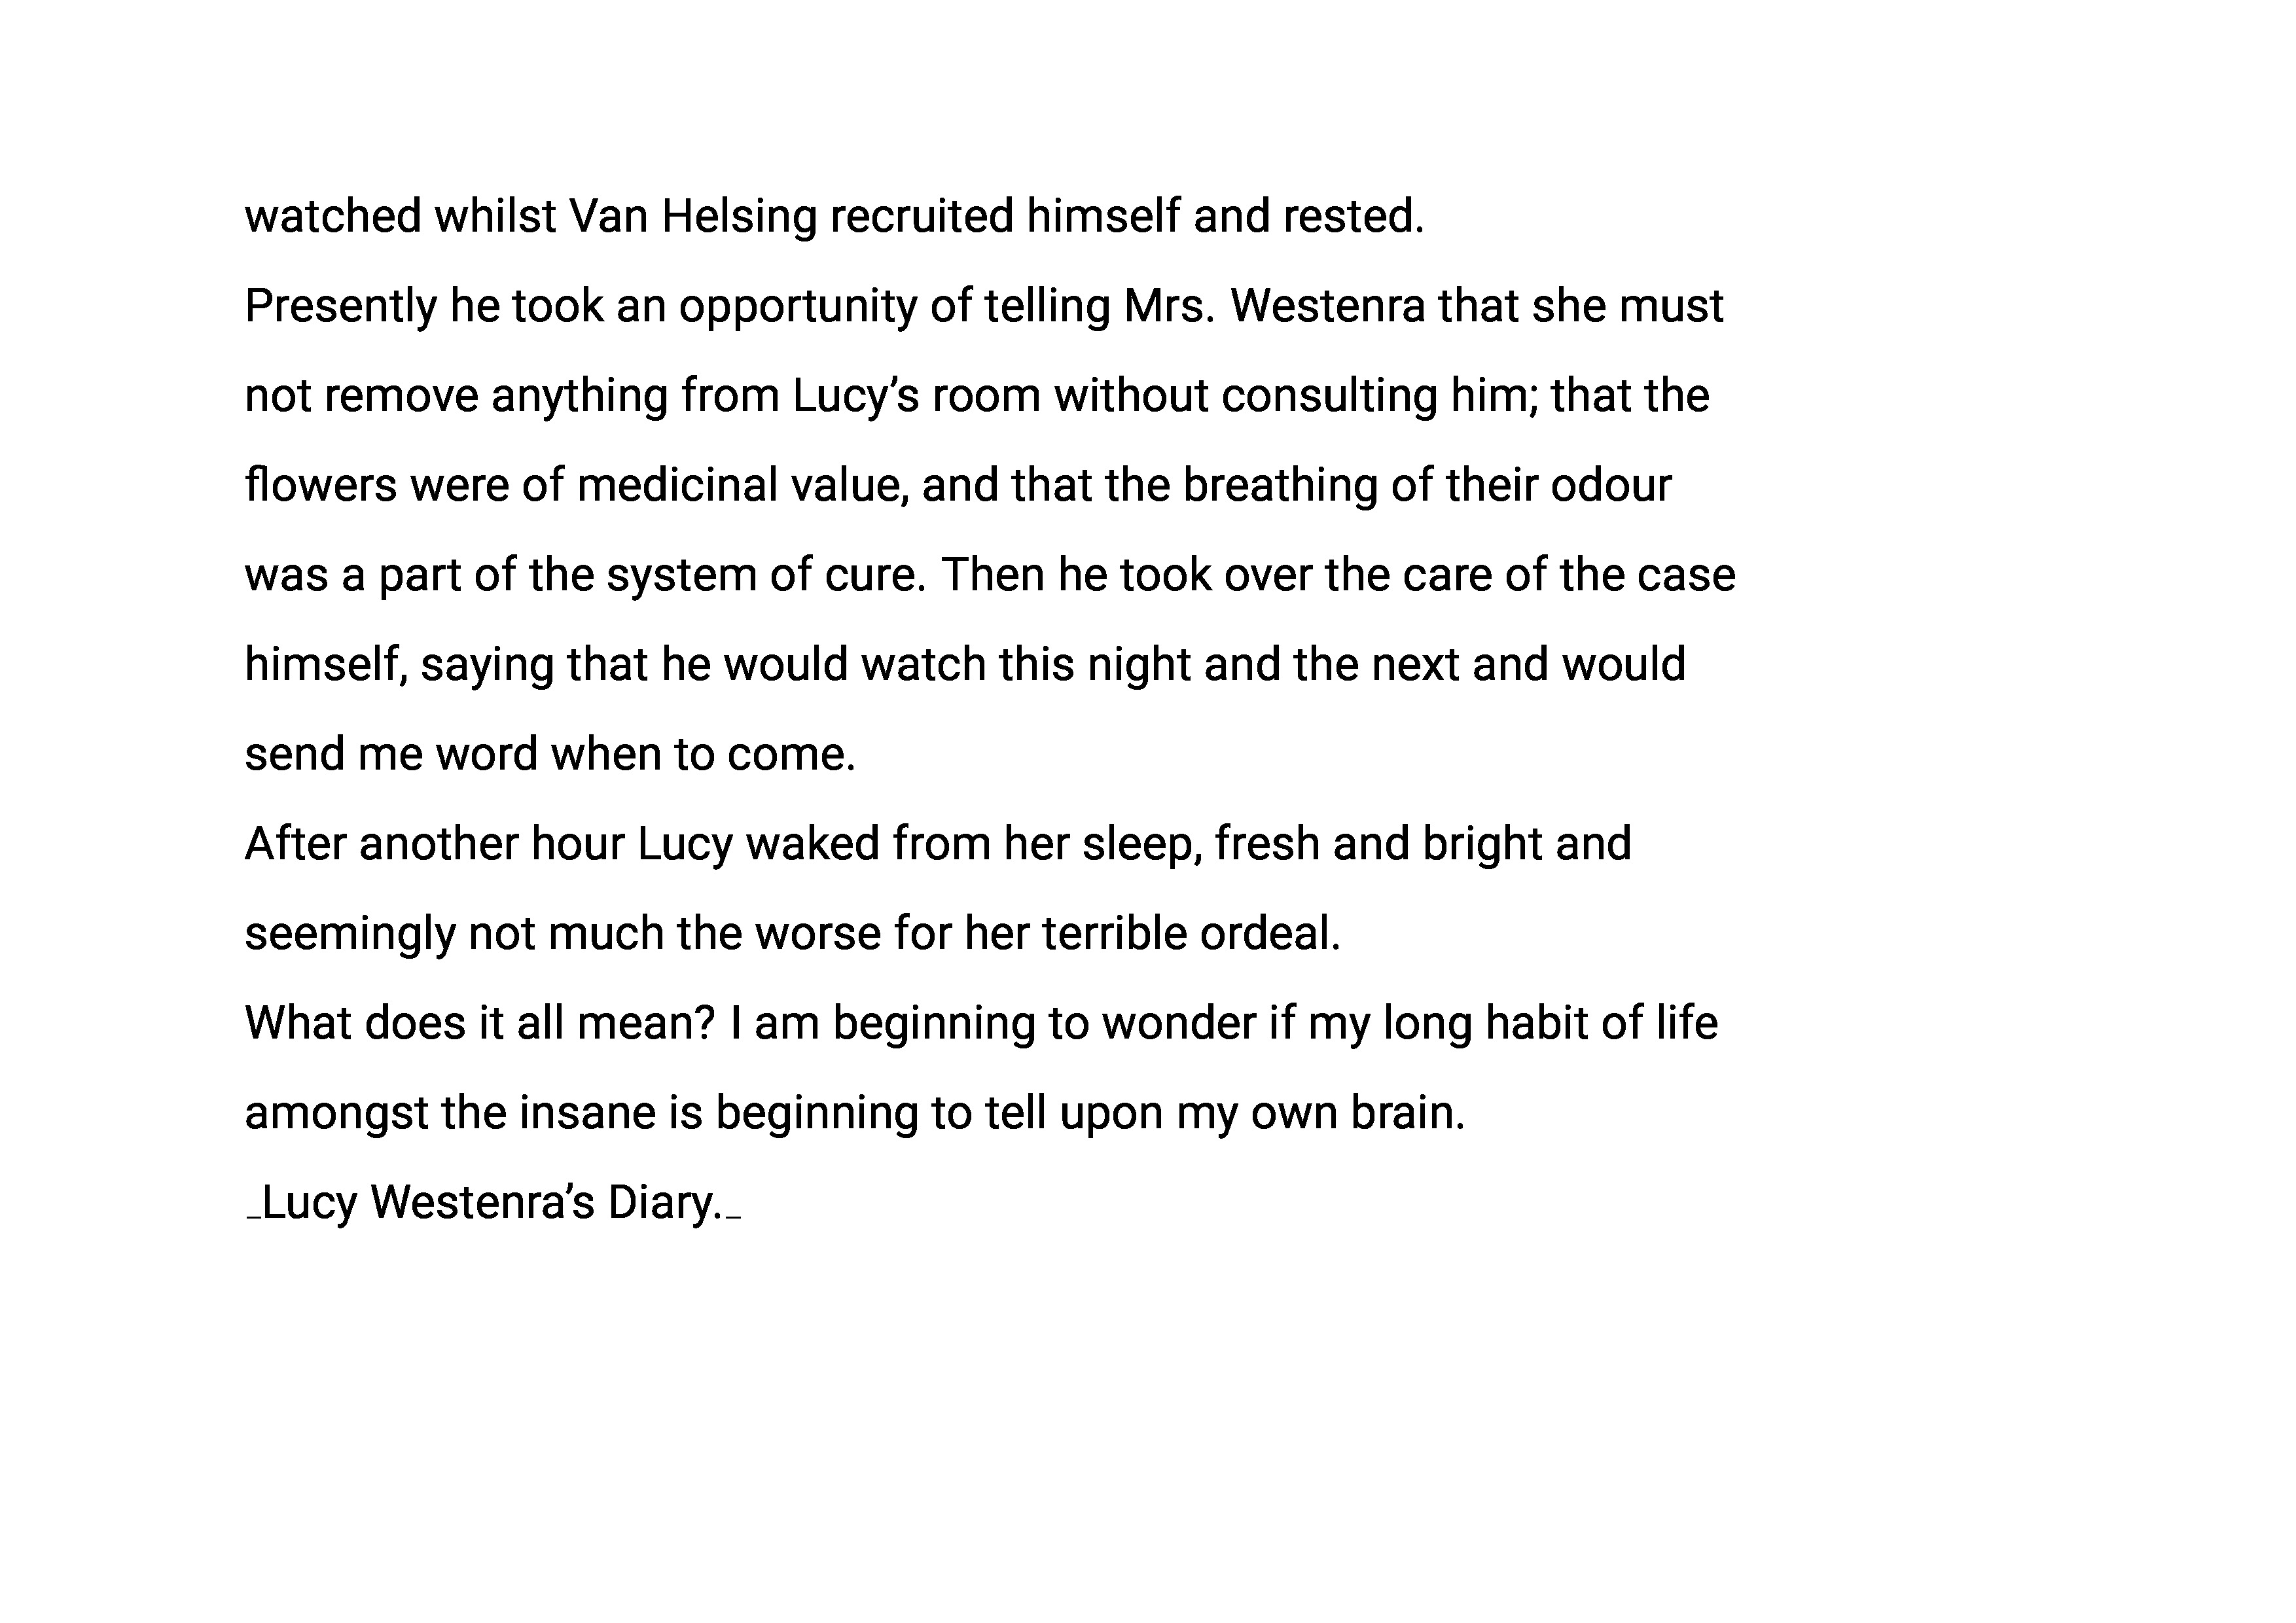 watched whilst Van Helsing recruited himself and rested.
Presently he took an opportunity of telling Mrs. Westenra that she must
not remove anything from Lucy’s room without consulting him; that the
flowers were of medicinal value, and that the breathing of their odour
was a part of the system of cure. Then he took over the care of the case
himself, saying that he would watch this night and the next and would
send me word when to come.
After another hour Lucy waked from her sleep, fresh and bright and
seemingly not much the worse for her terrible ordeal.
What does it all mean? I am beginning to wonder if my long habit of life
amongst the insane is beginning to tell upon my own brain.
_Lucy Westenra’s Diary._